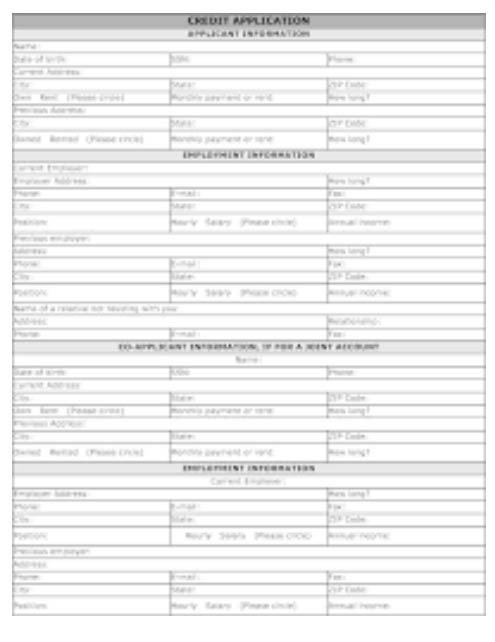 CREDIT APPLICATION
APPLICANT INFORMATION
Name:
Date of birth: SSN: Phone:
Current Address:
City: State: ZIP Code:
Own Rent (Please circle) Monthly payment or rent: How long?
Previous Address:
City: State: ZIP Code:
Owned Rented (Please circle) Monthly payment or rent: How long?
EMPLOYMENT INFORMATION
Current Employer:
Employer Address: How long?
Phone: E-mail: Fax:
City: State: ZIP Code:
Position: Hourly Salary (Please circle) Annual income:
Previous employer:
Address: How long?
Phone: E-mail: Fax:
City: State: ZIP Code:
Position: Hourly Salary (Please circle) Annual income:
Name of a relative not residing with you:
Address: Relationship:
Phone: E-mail: Fax:
CO-APPLICANT INFORMATION, IF FOR A JOINT ACCOUNT
Name:
Date of birth: SSN: Phone:
Current Address:
City: State: ZIP Code:
Own Rent (Please circle) Monthly payment or rent: How long?
Previous Address:
City: State: ZIP Code:
Owned Rented (Please circle) Monthly payment or rent: How long?
EMPLOYMENT INFORMATION
Current Employer:
Employer Address: How long?
Phone: E-mail: Fax:
City: State: ZIP Code:
Position: Hourly Salary (Please circle) Annual income:
Previous employer:
Address:
Phone: E-mail: Fax:
City: State: ZIP Code:
Position: Hourly Salary (Please circle) Annual income: